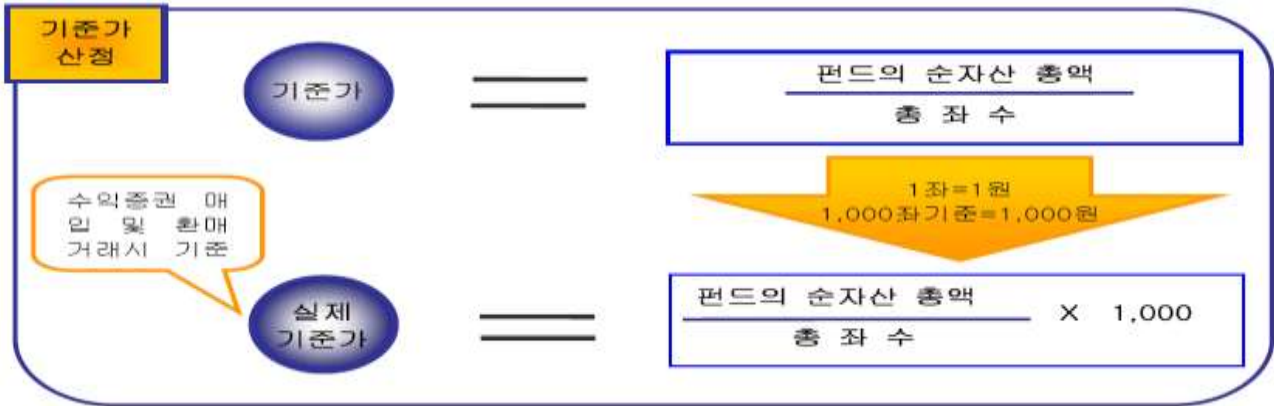 기준가
산정
기준가
펀드의 순자산 총액
총 좌 수
1좌=1원
1,000좌기준=1,000원
수익증권 매
입 및 환매
거래시 기준
실제
기준가
펀드의 순자산 총액
총 좌 수
X 1,000